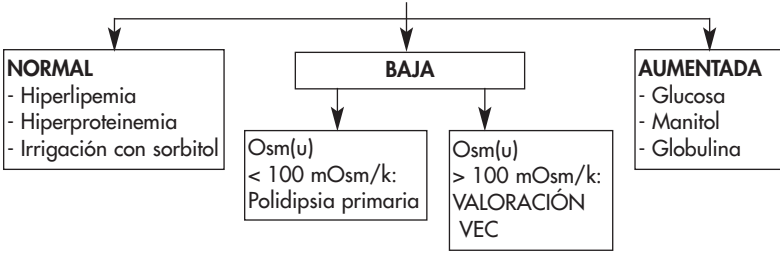 NORMAL
- Hiperlipemia
- Hiperproteinemia
- Irrigación con sorbitol
BAJA
Osm(u)
< 100 mOsm/k:
Polidipsia primaria
Osm(u)
> 100 mOsm/k:
VALORACIÓN
VEC
AUMENTADA
- Glucosa
- Manitol
- Globulina